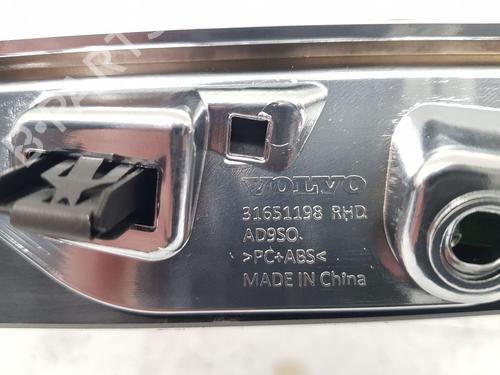 VOLVO
31651198 RHD
AD9SO
>PC+ABS<
MADE IN China